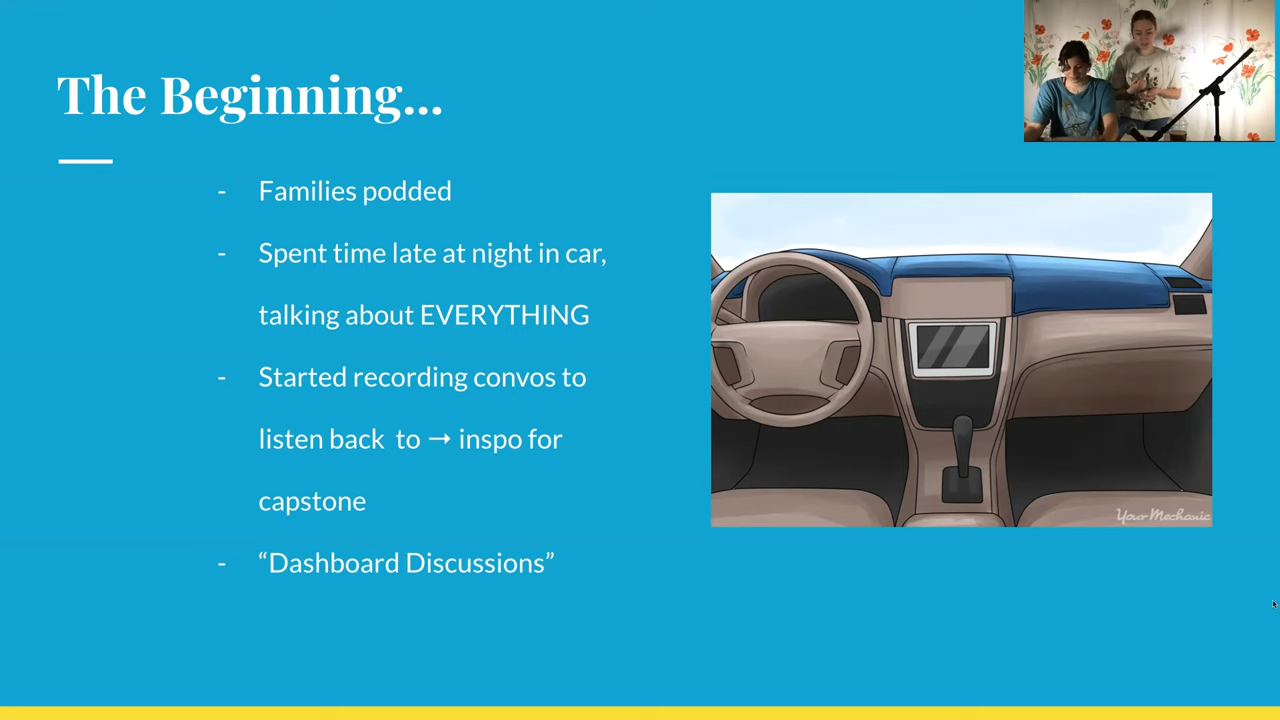 The Beginning...
- Families podded
- Spent time late at night in car,
talking about EVERYTHING
- Started recording convos to
listen back to → inspo for
capstone
- “Dashboard Discussions”
YourMechanic